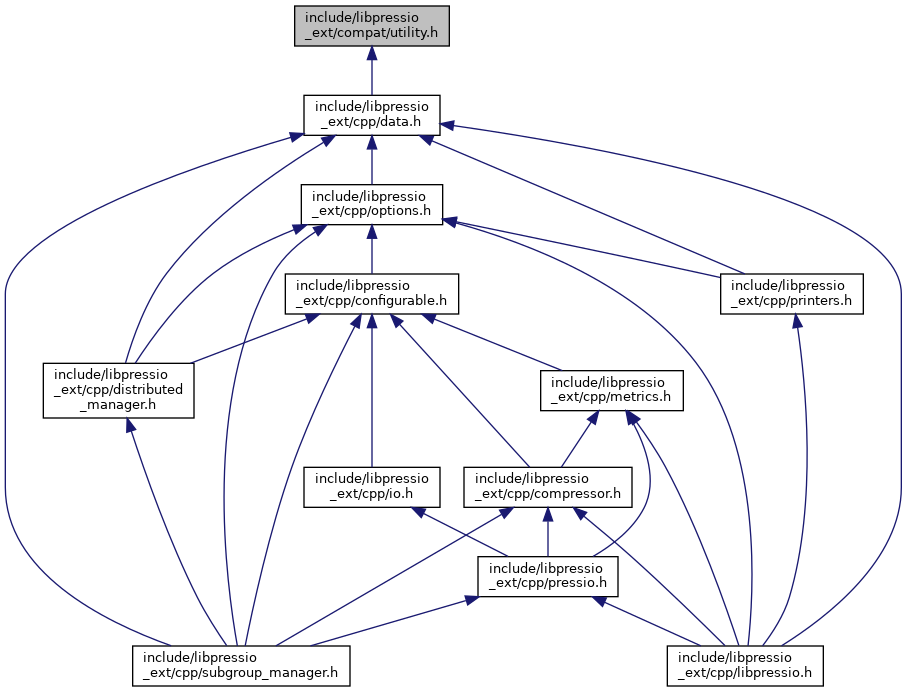 include/libpressio
_ext/compat/utility.h
include/libpressio
_ext/cpp/data.h
include/libpressio
_ext/cpp/options.h
include/libpressio
_ext/cpp/configurable.h
include/libpressio
_ext/cpp/printers.h
include/libpressio
_ext/cpp/distributed
_manager.h
include/libpressio
_ext/cpp/metrics.h
include/libpressio
_ext/cpp/io.h
include/libpressio
_ext/cpp/compressor.h
include/libpressio
_ext/cpp/pressio.h
include/libpressio
_ext/cpp/subgroup_manager.h
include/libpressio
_ext/cpp/libpressio.h